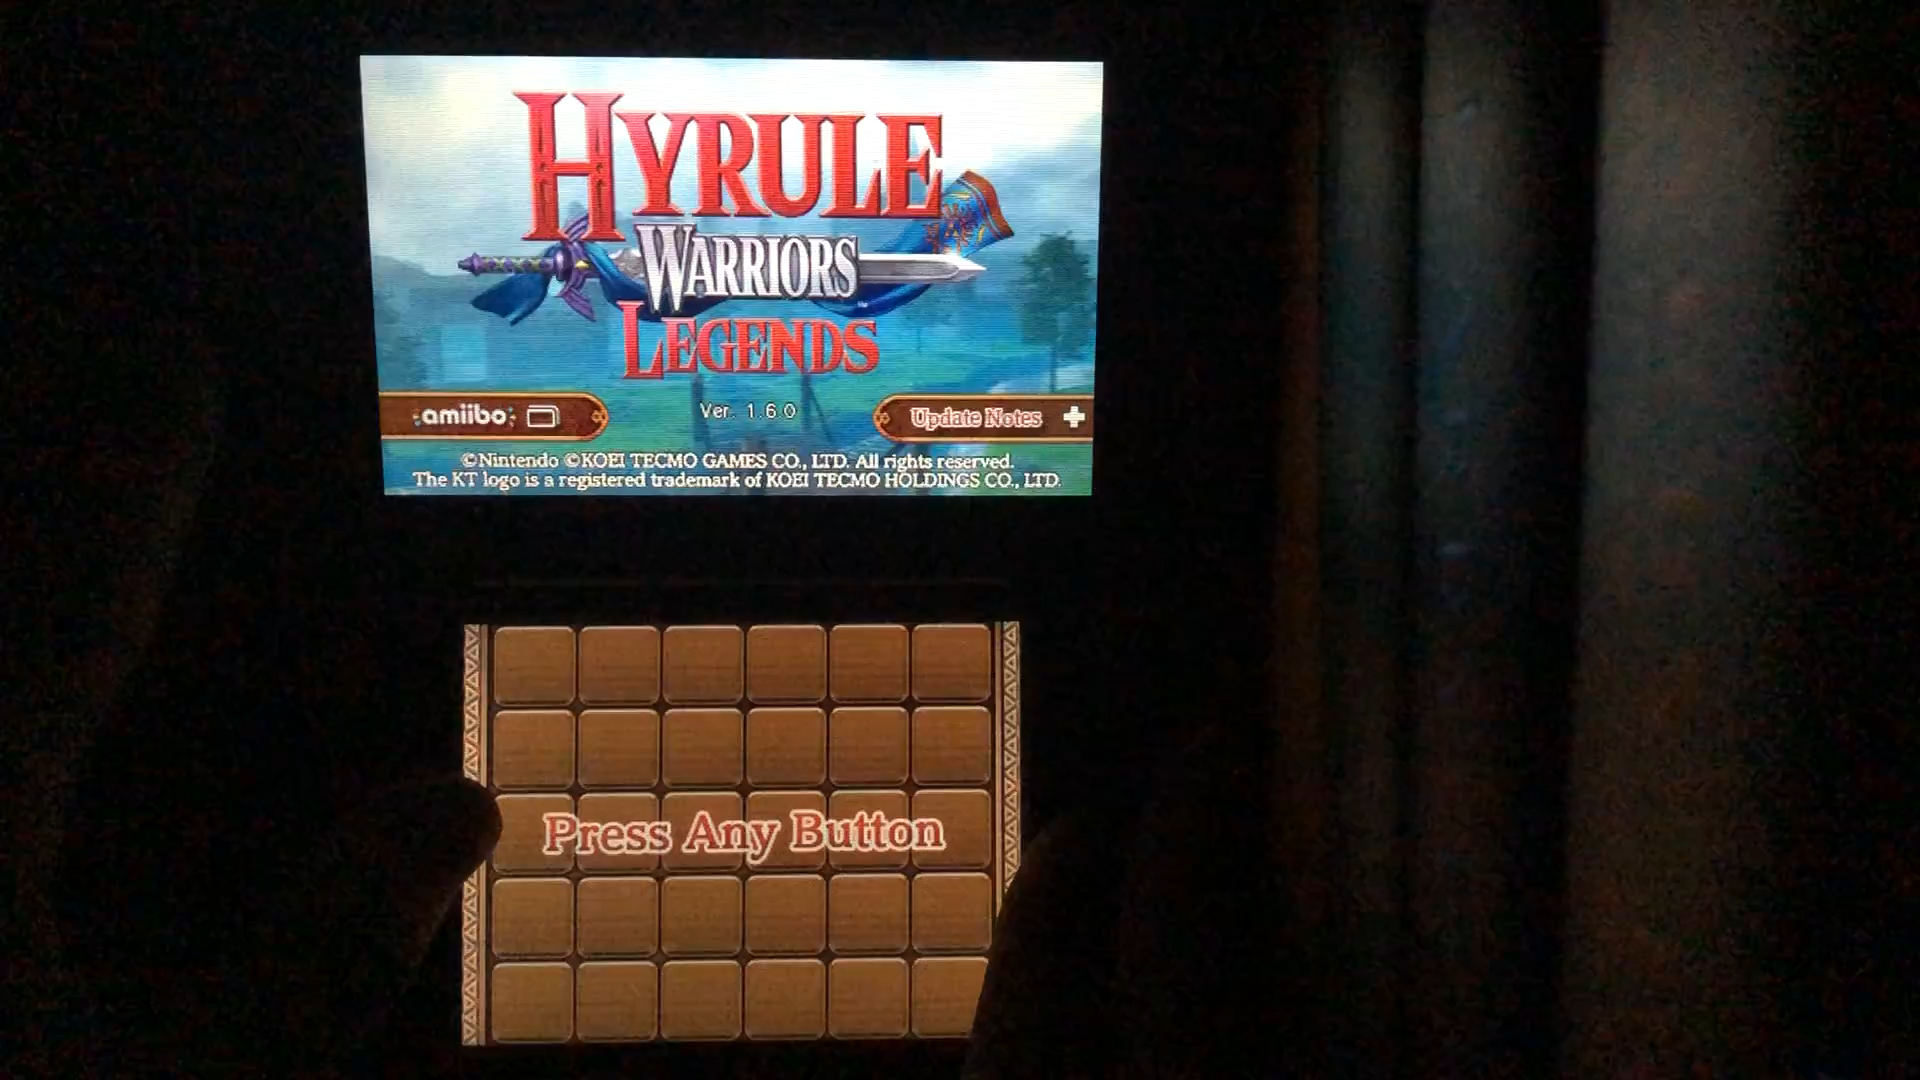 HYRULE
WARRIORS
LEGENDS
amiibo
Ver. 1.6.0
Update Notes
©Nintendo ©KOEI TECMO GAMES CO., LTD. All rights reserved.
The KT logo is a registered trademark of KOEI TECMO HOLDINGS CO., LTD.
Press Any Button